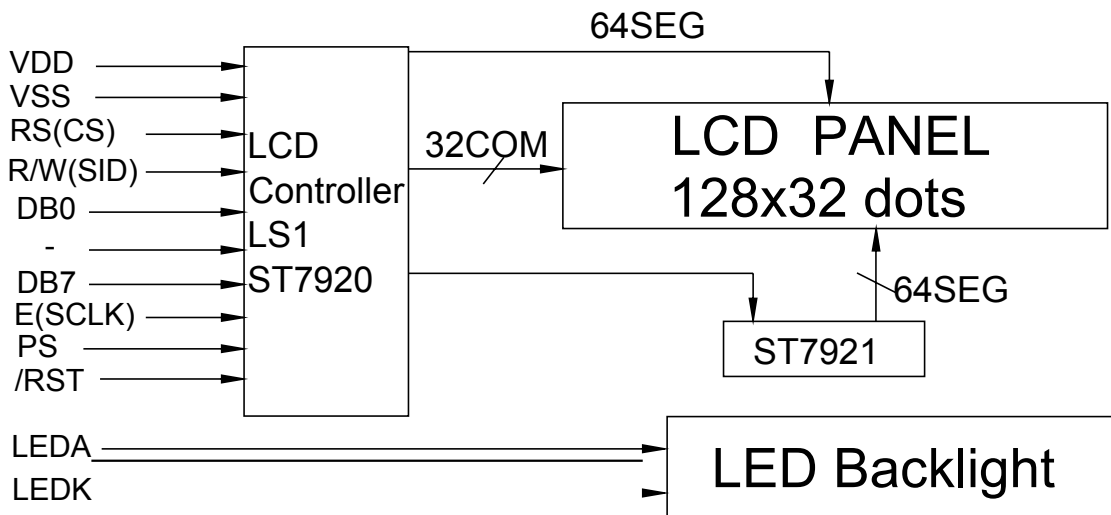 64SEG
VDD
VSS
RS(CS)
R/W(SID)
DB0
-
DB7
E(SCLK)
PS
/RST
LCD
Controller
LS1
ST7920
32COM
LCD PANEL
128x32 dots
64SEG
ST7921
LEDA
LEDK
LED Backlight